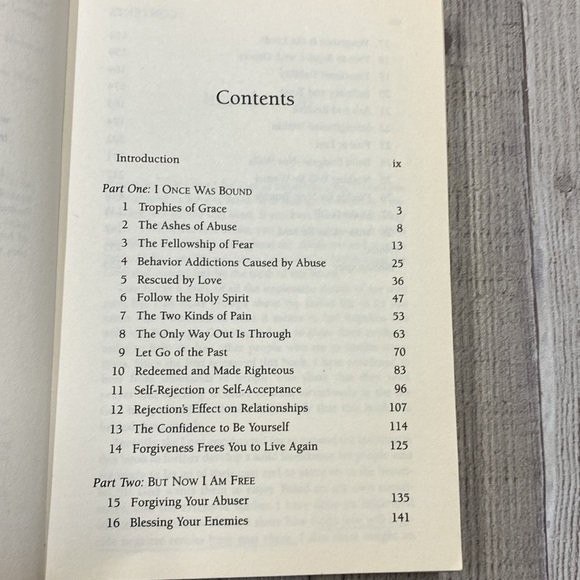 Contents
Introduction ix
Part One: I Once Was Bound
1 Trophies of Grace 3
2 The Ashes of Abuse 8
3 The Fellowship of Fear 13
4 Behavior Addictions Caused by Abuse 25
5 Rescued by Love 36
6 Follow the Holy Spirit 47
7 The Two Kinds of Pain 53
8 The Only Way Out Is Through 63
9 Let Go of the Past 70
10 Redeemed and Made Righteous 83
11 Self-Rejection or Self-Acceptance 96
12 Rejection's Effect on Relationships 107
13 The Confidence to Be Yourself 114
14 Forgiveness Frees You to Live Again 125
Part Two: But Now I Am Free
15 Forgiving Your Abuser 135
16 Blessing Your Enemies 141